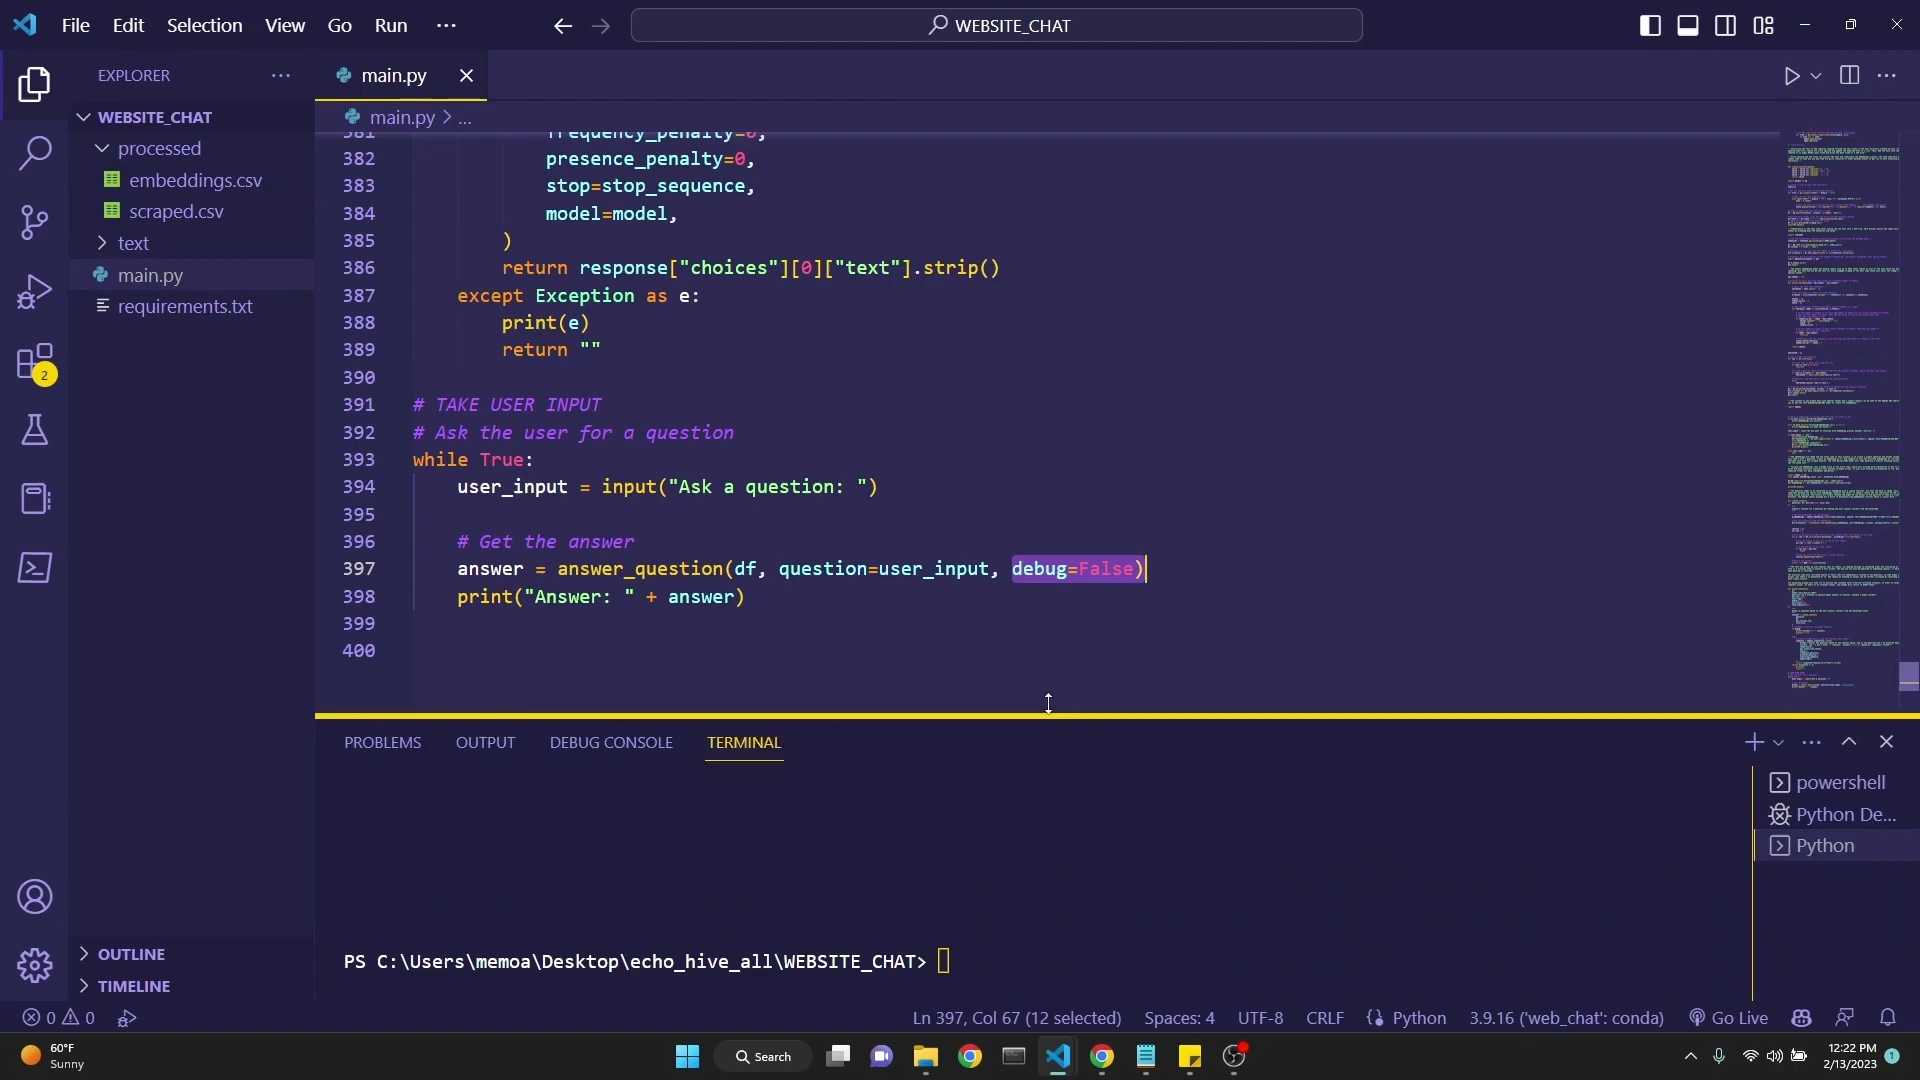 File Edit Selection View Go Run ···
WEBSITE_CHAT
EXPLORER
WEBSITE_CHAT
processed
embeddings.csv
scraped.csv
text
main.py
requirements.txt
OUTLINE
TIMELINE
2
main.py
main.py > ...
381 frequency_penalty=0,
382 presence_penalty=0,
383 stop=stop_sequence,
384 model=model,
385 )
386 return response["choices"][0]["text"].strip()
387 except Exception as e:
388 print(e)
389 return ""
390
391 # TAKE USER INPUT
392 # Ask the user for a question
393 while True:
394 user_input = input("Ask a question: ")
395
396 # Get the answer
397 answer = answer_question(df, question=user_input, debug=False)
398 print("Answer: " + answer)
399
400
PROBLEMS OUTPUT DEBUG CONSOLE TERMINAL
powershell
Python De...
Python
PS C:\Users\memoa\Desktop\echo_hive_all\WEBSITE_CHAT>
0 0 Ln 397, Col 67 (12 selected) Spaces: 4 UTF-8 CRLF Python 3.9.16 ('web_chat': conda) Go Live
60°F
Sunny
Search
12:22 PM
2/13/2023
1